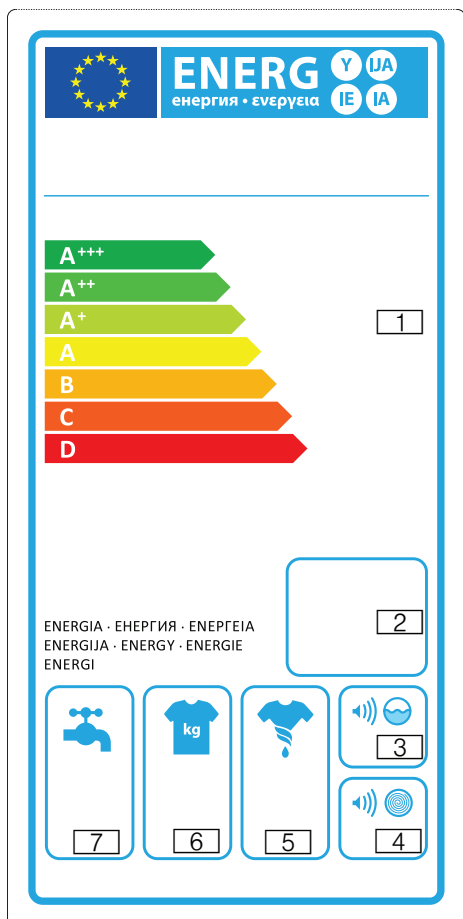 ENERG Y IJA
енергия · ενεργεια IE IA
A+++
A++
A+ 1
A
B
C
D
2
ENERGIA · ЕНЕРГИЯ · ΕΝΕΡΓΕΙΑ
ENERGIJA · ENERGY · ENERGIE
ENERGI
kg
3
7 6 5 4